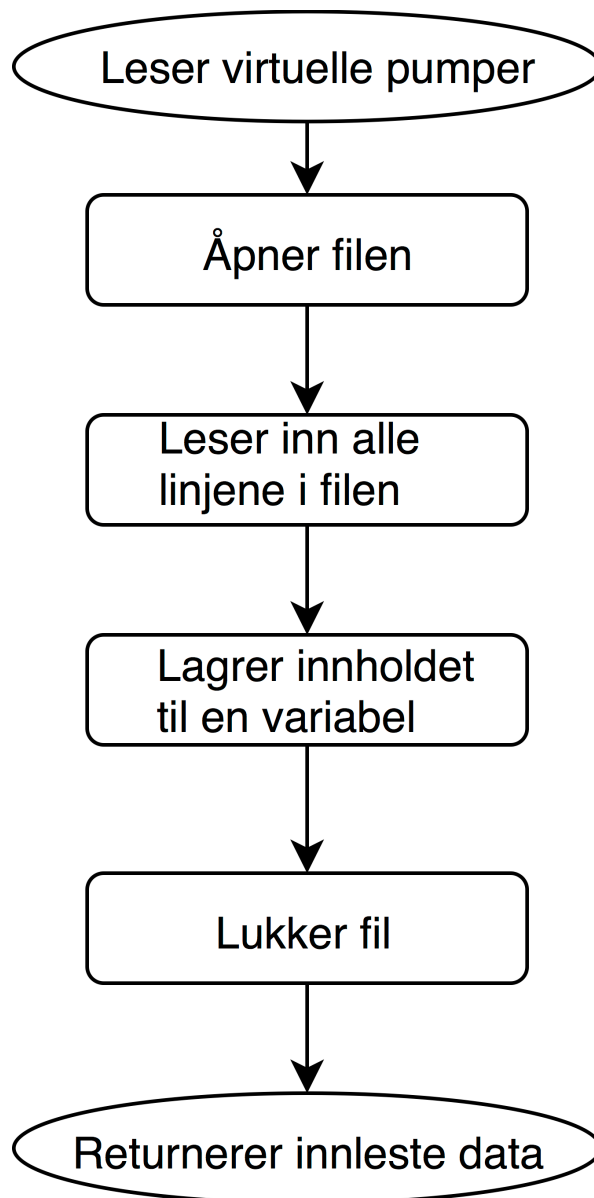 Leser virtuelle pumper
Åpner filen
Leser inn alle
linjene i filen
Lagrer innholdet
til en variabel
Lukker fil
Returnerer innleste data